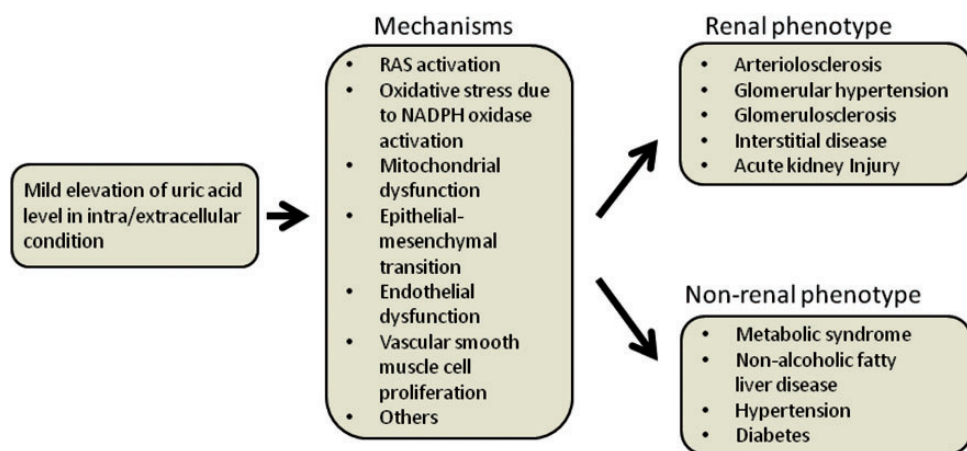 Mild elevation of uric acid
level in intra/extracellular
condition
Mechanisms
• RAS activation
• Oxidative stress due
to NADPH oxidase
activation
• Mitochondrial
dysfunction
• Epithelial-
mesenchymal
transition
• Endothelial
dysfunction
• Vascular smooth
muscle cell
proliferation
• Others
Renal phenotype
• Arteriolosclerosis
• Glomerular hypertension
• Glomerulosclerosis
• Interstitial disease
• Acute kidney Injury
Non-renal phenotype
• Metabolic syndrome
• Non-alcoholic fatty
liver disease
• Hypertension
• Diabetes